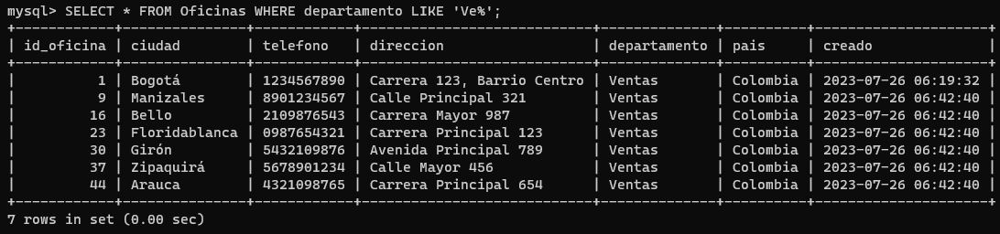 mysql> SELECT * FROM Oficinas WHERE departamento LIKE 'Ve%';
+------------+---------------+------------+---------------------------+--------------+----------+---------------------+
| id_oficina | ciudad        | telefono   | direccion                 | departamento | pais     | creado              |
+------------+---------------+------------+---------------------------+--------------+----------+---------------------+
|          1 | Bogotá        | 1234567890 | Carrera 123, Barrio Centro | Ventas       | Colombia | 2023-07-26 06:19:32 |
|          9 | Manizales     | 8901234567 | Calle Principal 321       | Ventas       | Colombia | 2023-07-26 06:42:40 |
|         16 | Bello         | 2109876543 | Carrera Mayor 987         | Ventas       | Colombia | 2023-07-26 06:42:40 |
|         23 | Floridablanca | 0987654321 | Carrera Principal 123     | Ventas       | Colombia | 2023-07-26 06:42:40 |
|         30 | Girón         | 5432109876 | Avenida Principal 789     | Ventas       | Colombia | 2023-07-26 06:42:40 |
|         37 | Zipaquirá     | 5678901234 | Calle Mayor 456           | Ventas       | Colombia | 2023-07-26 06:42:40 |
|         44 | Arauca        | 4321098765 | Carrera Principal 654     | Ventas       | Colombia | 2023-07-26 06:42:40 |
+------------+---------------+------------+---------------------------+--------------+----------+---------------------+
7 rows in set (0.00 sec)